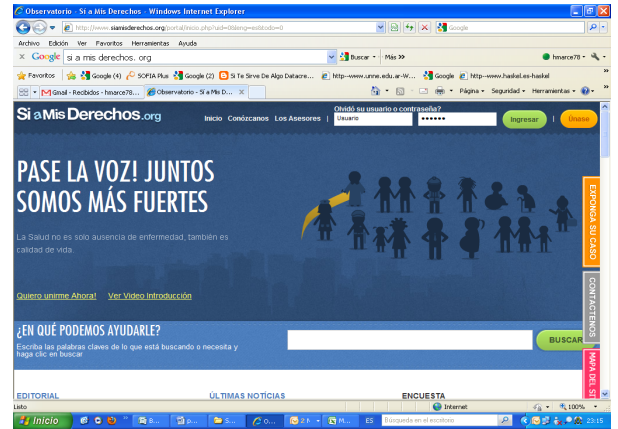 Observatorio - Sí a Mis Derechos - Windows Internet Explorer
http://www.siamisderechos.org/portal/inicio.php?uid=0&leng=es&todo=0
Google
Archivo Edición Ver Favoritos Herramientas Ayuda
Google si a mis derechos. org Buscar Más >> hmarce78
Favoritos Google (4) SOFIA Plus Google (2) Si Te Sirve De Algo Datacre... http--www.unne.edu.ar-W... Google http--www.haskel.es-haskel
Gmail - Recibidos - hmarce78... Observatorio - Sí a Mis D... Página Seguridad Herramientas
Si a Mis Derechos.org
Inicio Conózcanos Los Asesores
Olvidó su usuario o contraseña?
Usuario
Ingresar
Únase
PASE LA VOZ! JUNTOS
SOMOS MÁS FUERTES
La Salud no es solo ausencia de enfermedad, también es
calidad de vida.
Quiero unirme Ahora! Ver Video Introducción
EXPONGA SU CASO
CONTACTENOS
MAPA DEL SI
¿EN QUÉ PODEMOS AYUDARLE?
Escriba las palabras claves de lo que está buscando o necesita y
haga clic en buscar
BUSCAR
EDITORIAL ÚLTIMAS NOTICÍAS ENCUESTA
Listo Internet 100%
Inicio B... p... S... O... 2 M... ES Búsqueda en el escritorio 23:15